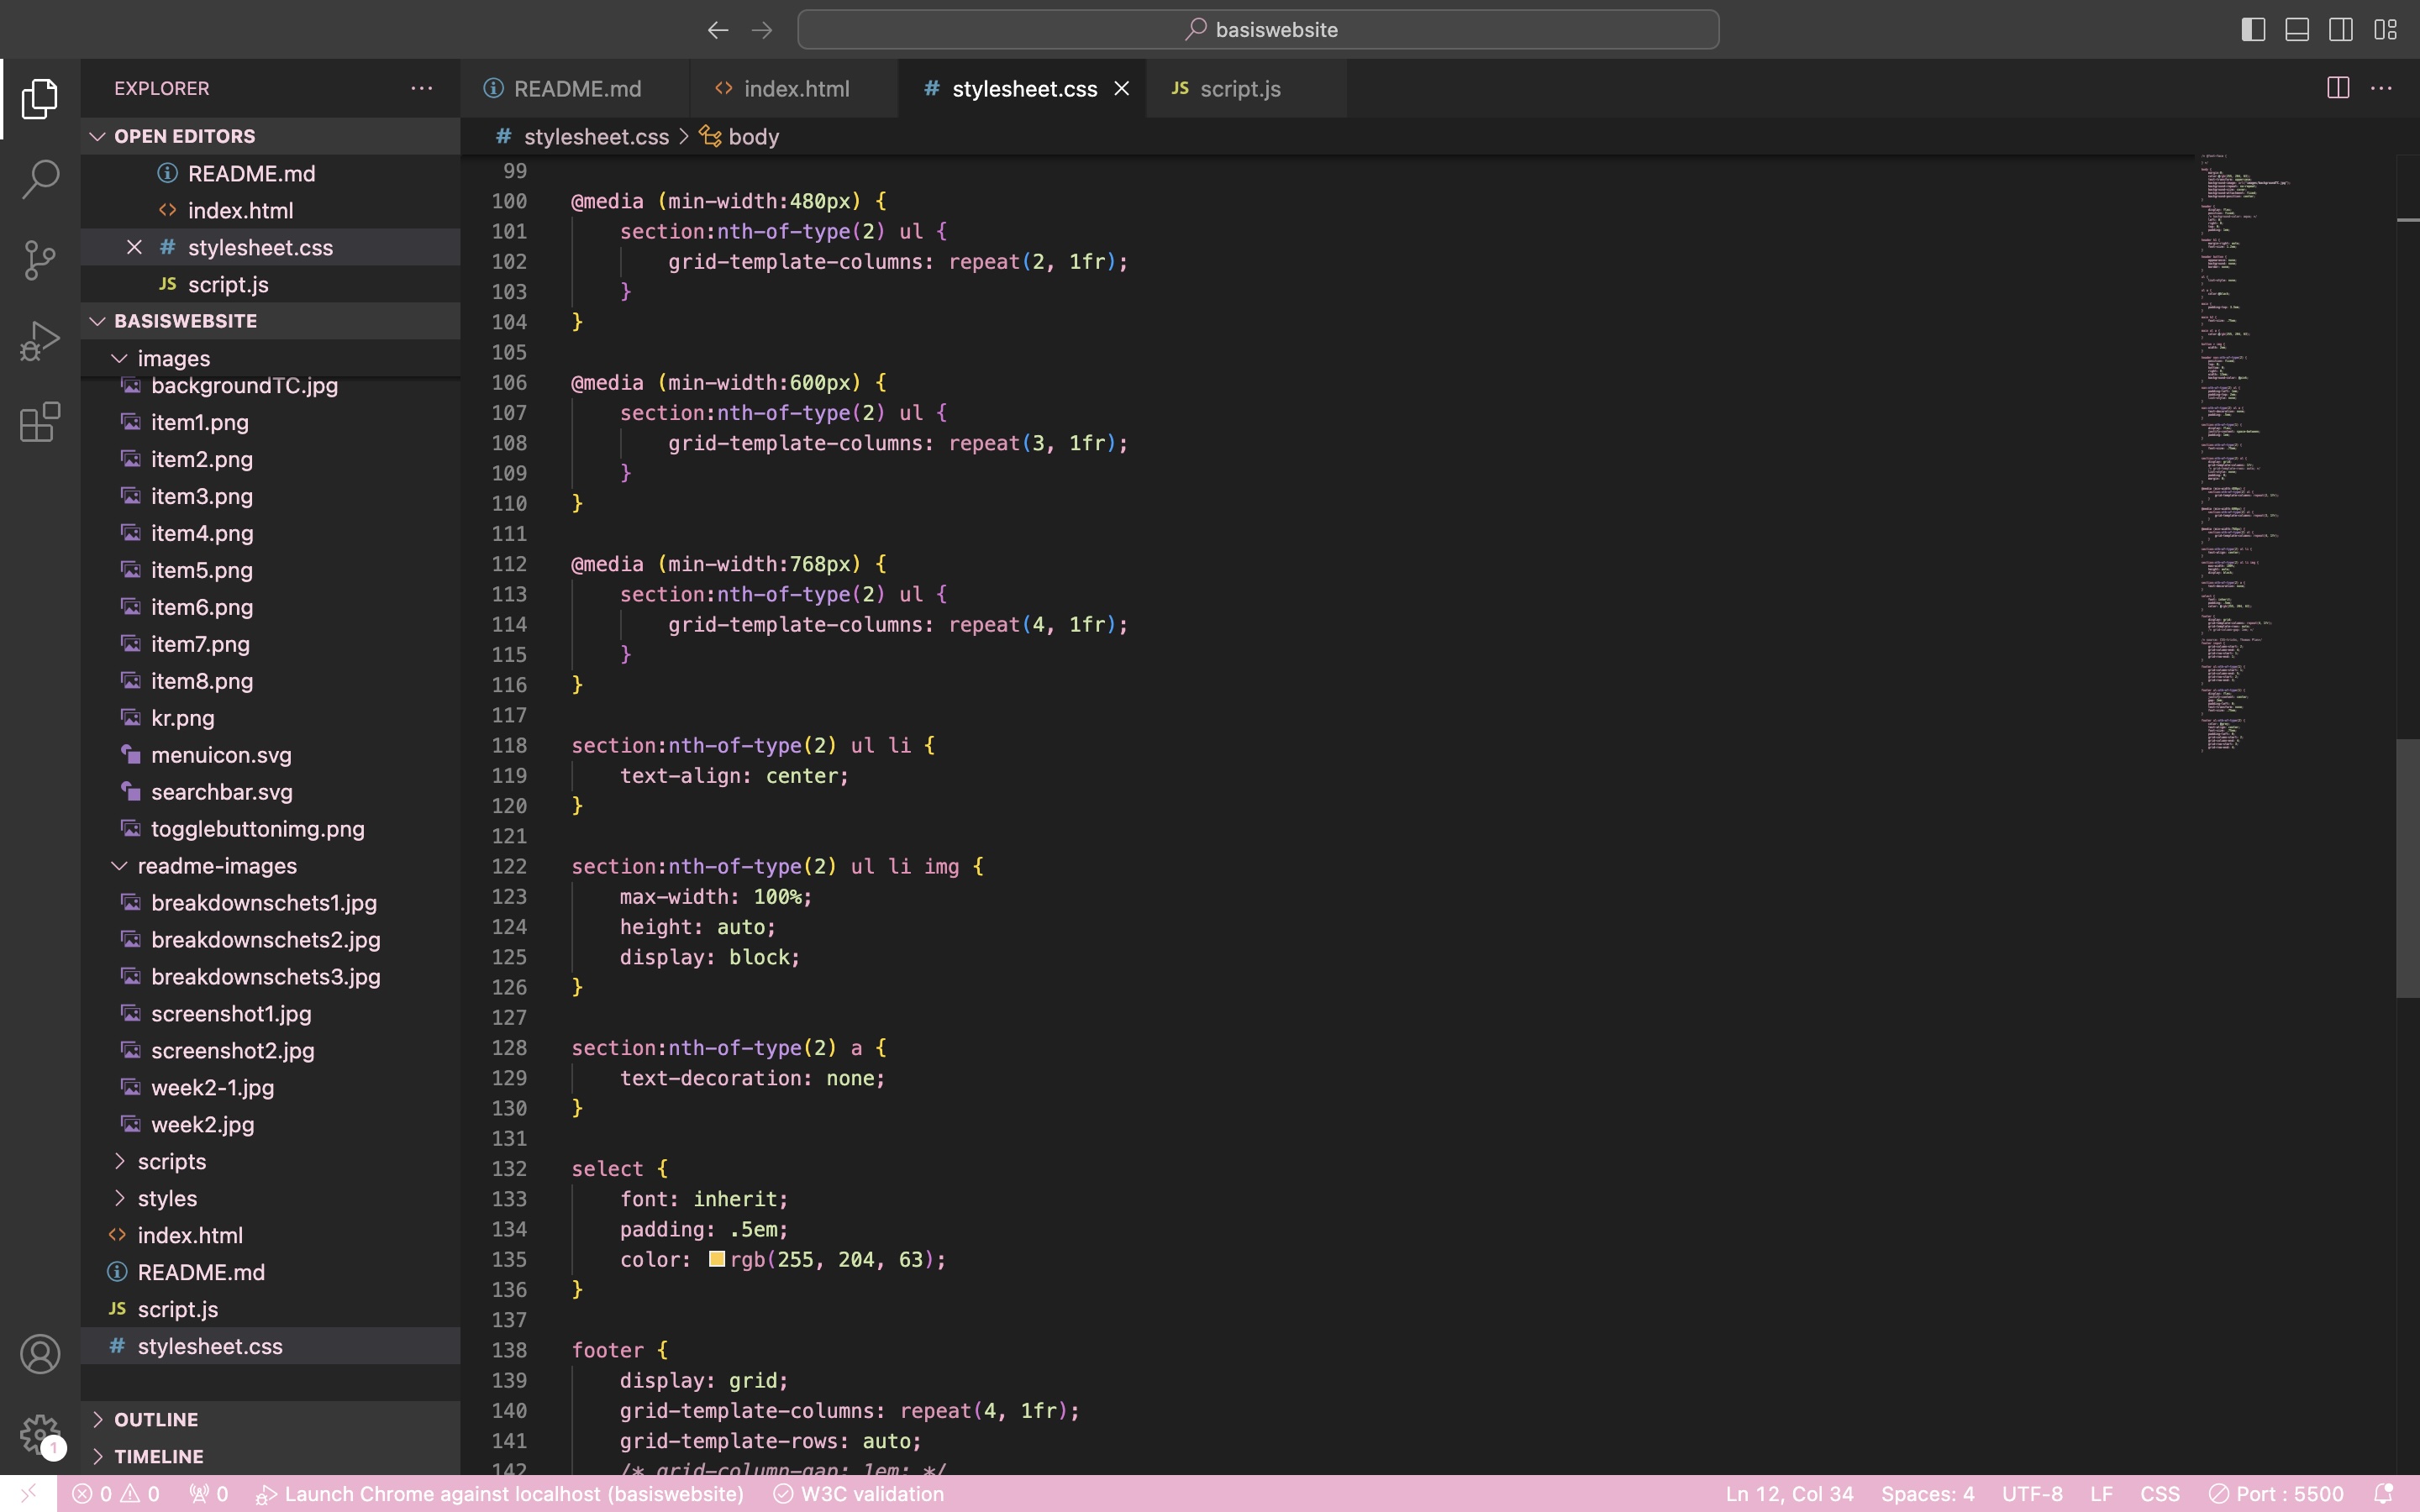 basiswebsite
EXPLORER
OPEN EDITORS
README.md
index.html
stylesheet.css
JS script.js
BASISWEBSITE
images
backgroundTC.jpg
item1.png
item2.png
item3.png
item4.png
item5.png
item6.png
item7.png
item8.png
kr.png
menuicon.svg
searchbar.svg
togglebuttonimg.png
readme-images
breakdownschets1.jpg
breakdownschets2.jpg
breakdownschets3.jpg
screenshot1.jpg
screenshot2.jpg
week2-1.jpg
week2.jpg
scripts
styles
index.html
README.md
JS script.js
# stylesheet.css
OUTLINE
TIMELINE
README.md index.html # stylesheet.css JS script.js
# stylesheet.css > body
99
100 @media (min-width:480px) {
101 section:nth-of-type(2) ul {
102 grid-template-columns: repeat(2, 1fr);
103 }
104 }
105
106 @media (min-width:600px) {
107 section:nth-of-type(2) ul {
108 grid-template-columns: repeat(3, 1fr);
109 }
110 }
111
112 @media (min-width:768px) {
113 section:nth-of-type(2) ul {
114 grid-template-columns: repeat(4, 1fr);
115 }
116 }
117
118 section:nth-of-type(2) ul li {
119 text-align: center;
120 }
121
122 section:nth-of-type(2) ul li img {
123 max-width: 100%;
124 height: auto;
125 display: block;
126 }
127
128 section:nth-of-type(2) a {
129 text-decoration: none;
130 }
131
132 select {
133 font: inherit;
134 padding: .5em;
135 color: rgb(255, 204, 63);
136 }
137
138 footer {
139 display: grid;
140 grid-template-columns: repeat(4, 1fr);
141 grid-template-rows: auto;
142 /* grid-column-gap: 1em; */
1
0 0 0 Launch Chrome against localhost (basiswebsite) W3C validation Ln 12, Col 34 Spaces: 4 UTF-8 LF CSS Port : 5500